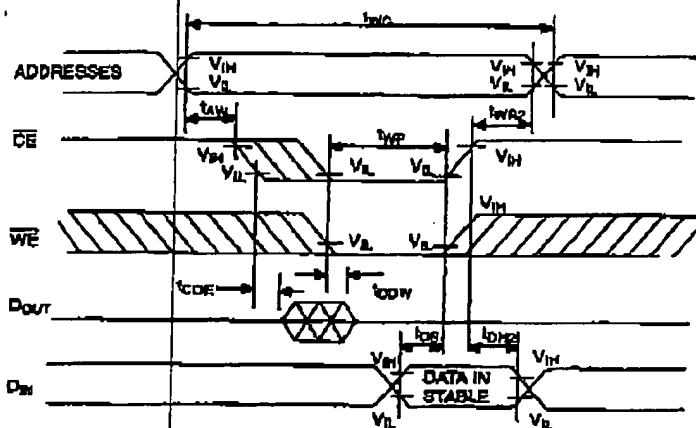 tWC
ADDRESSES
VIH VIH VIH
VIL VIL VIL
tAW tWR2
CE
VIH tWP VIH
VIL VIL VIL
VIH
WE
VIL VIL
tCOE tODW
DOUT
tDS tDH2
VIH DATA IN VIH
DIN
STABLE
VIL VIL